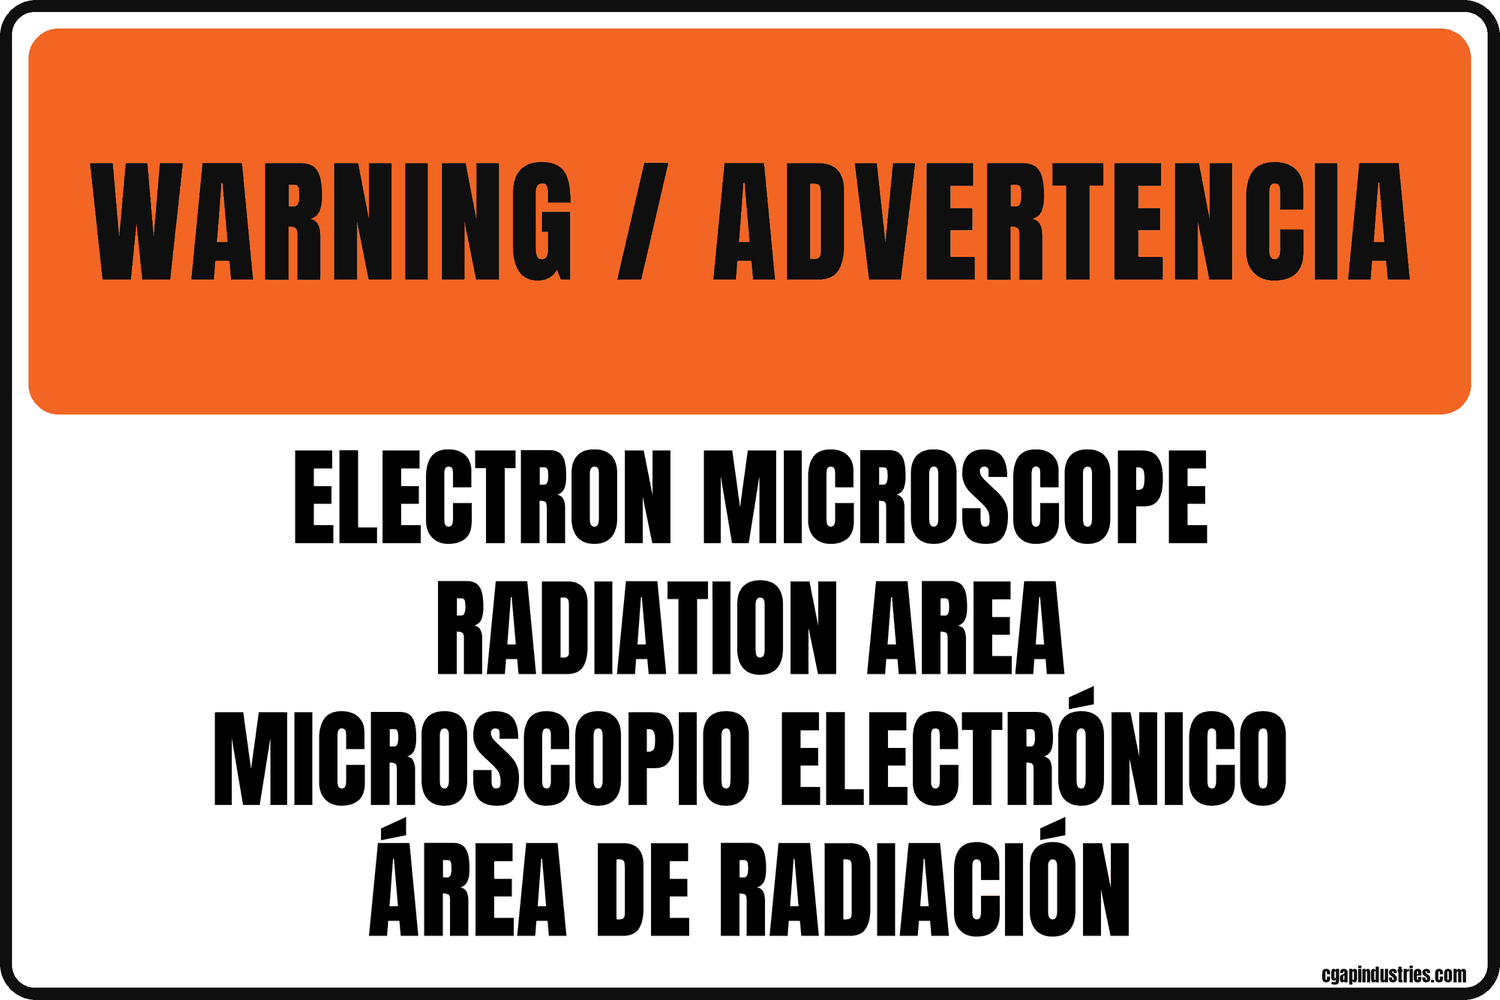 WARNING / ADVERTENCIA
ELECTRON MICROSCOPE
RADIATION AREA
MICROSCOPIO ELECTRÓNICO
ÁREA DE RADIACIÓN
cgapindustries.com